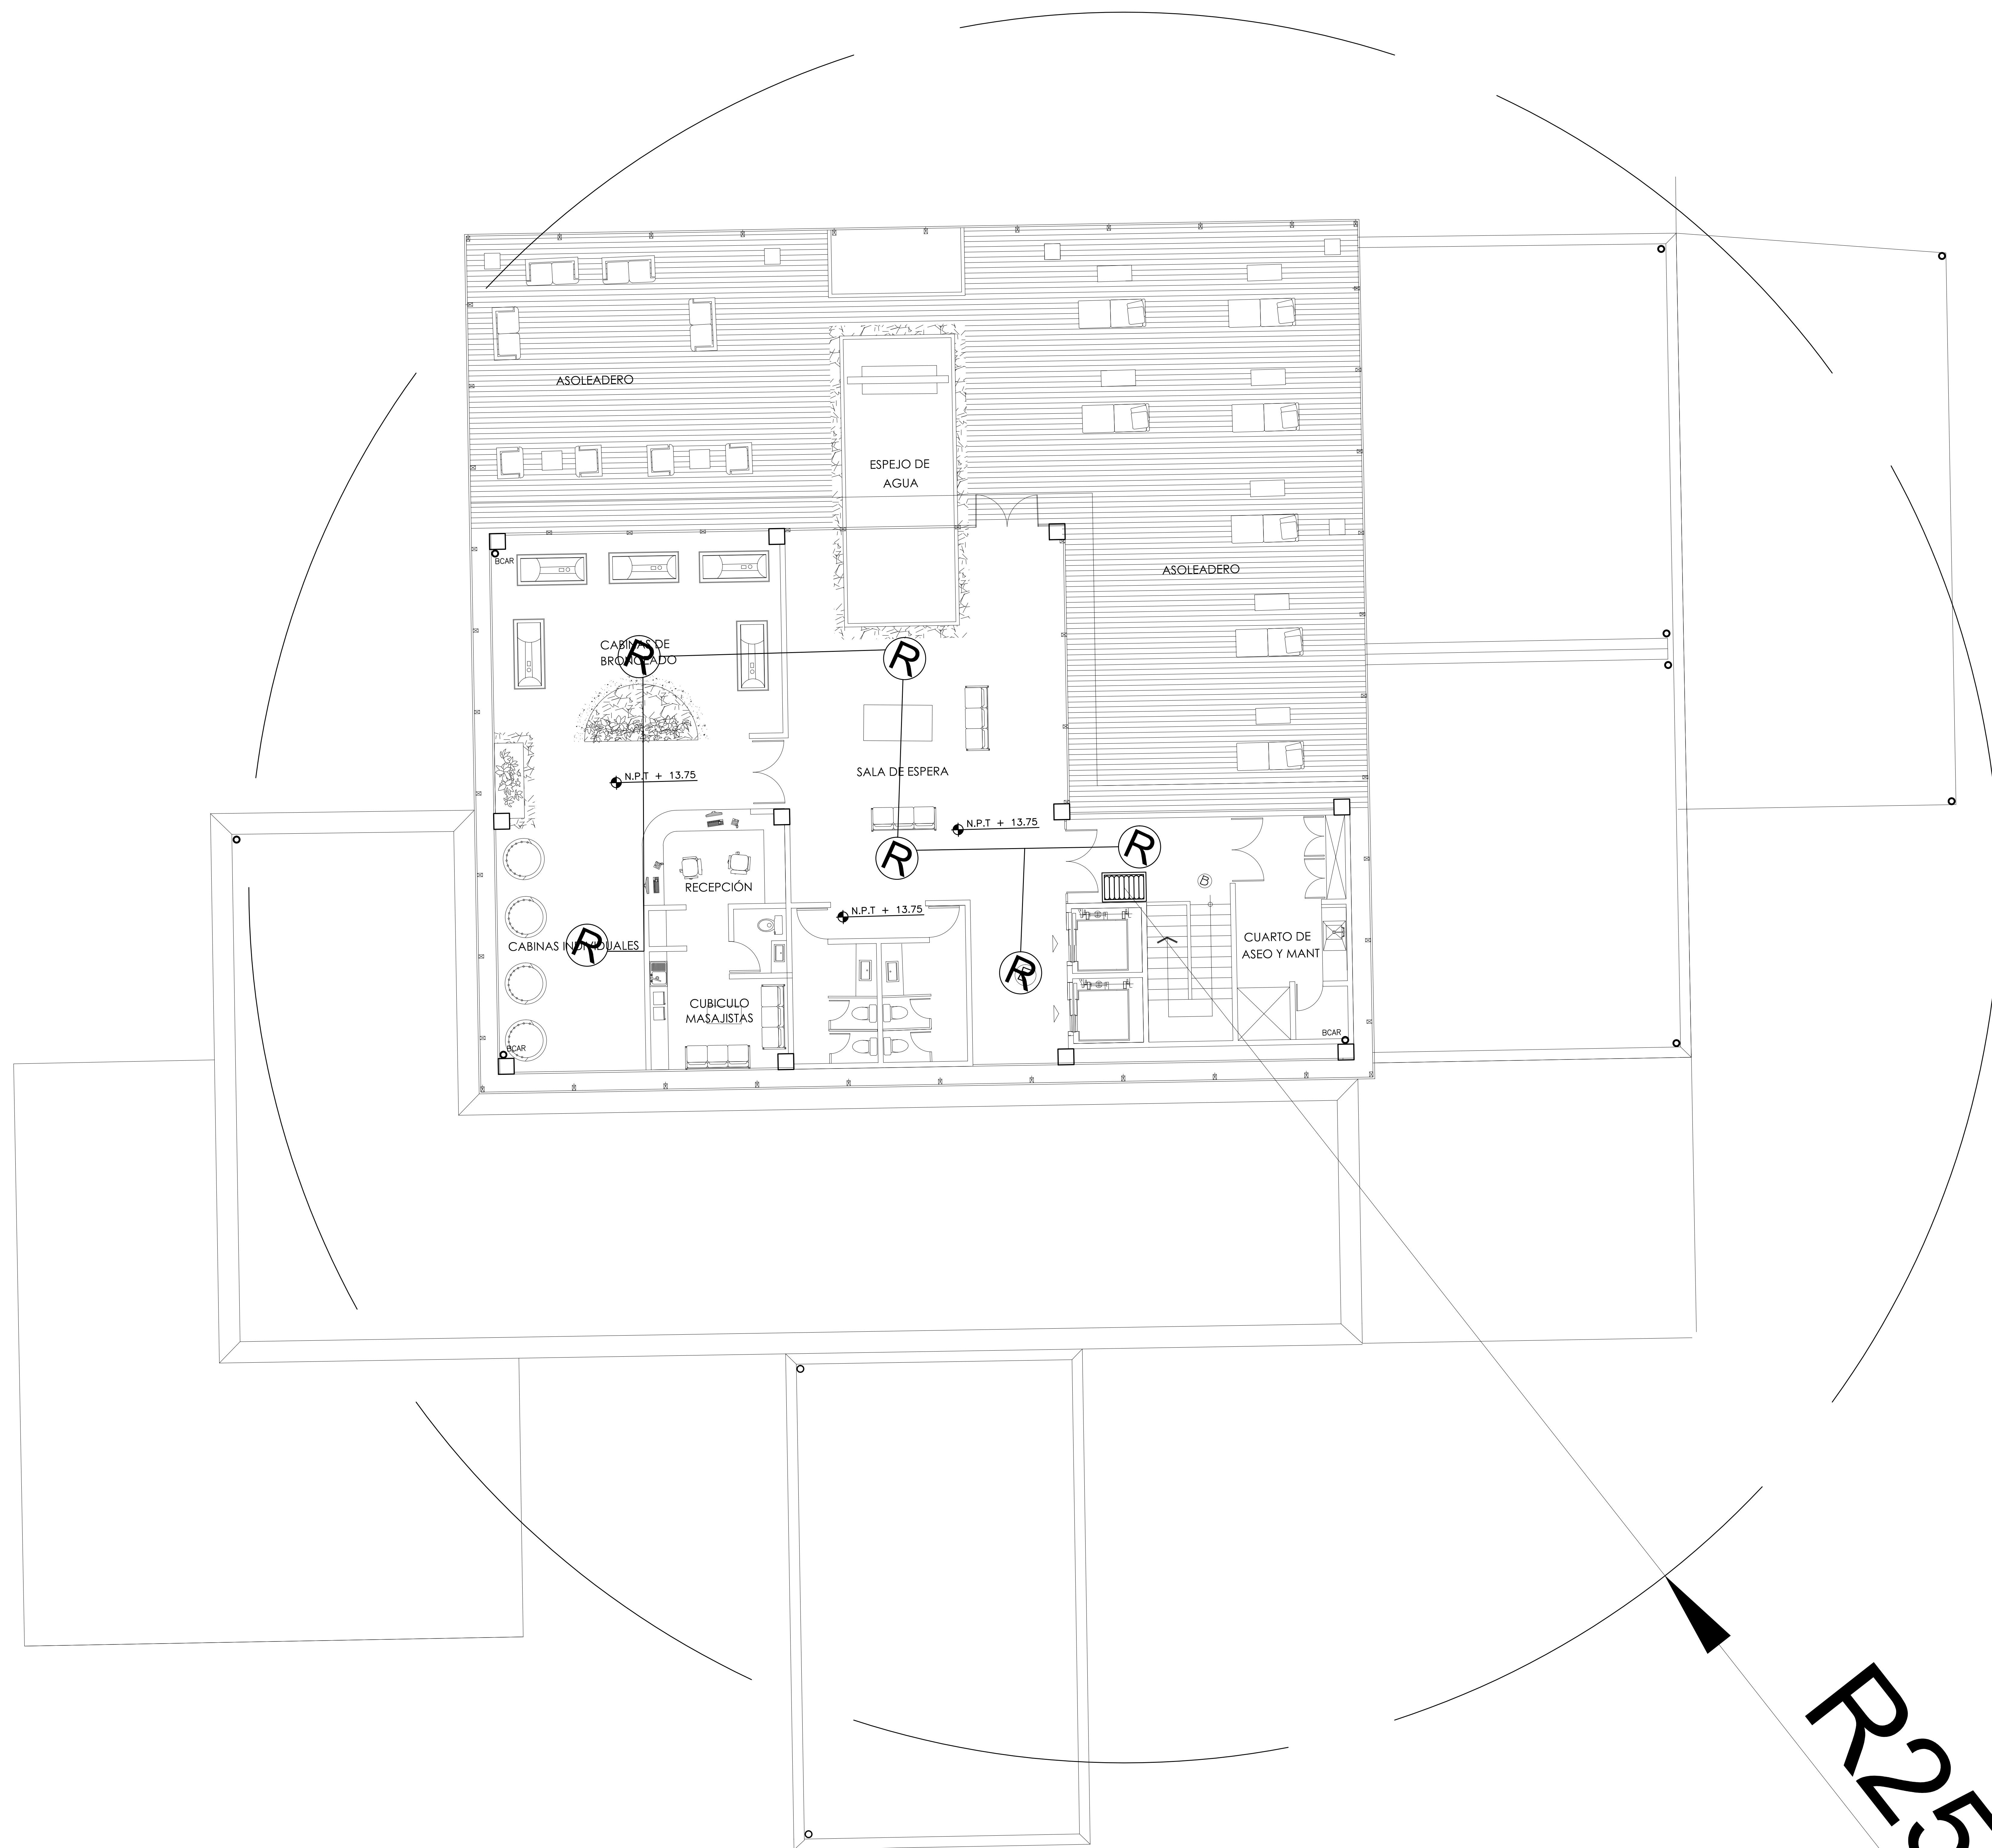 ASOLEADERO
ESPEJO DE
AGUA
BCAR
ASOLEADERO
CABINAS DE
BRONCEADO
R
R
N.P.T + 13.75
SALA DE ESPERA
N.P.T + 13.75
R
R
RECEPCIÓN
B
N.P.T + 13.75
CABINAS INDIVIDUALES
R
CUARTO DE
ASEO Y MANT
R
CUBICULO
MASAJISTAS
BCAR
BCAR
R25